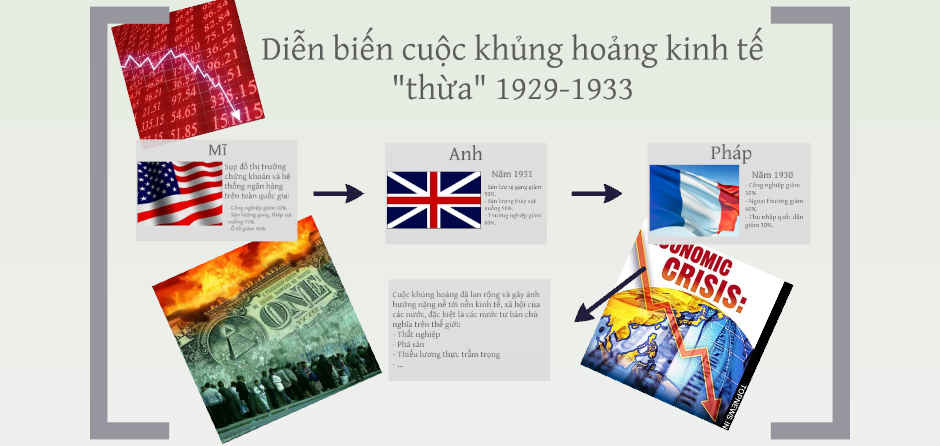 Diễn biến cuộc khủng hoảng kinh tế
"thừa" 1929-1933
Mĩ
Sụp đổ thị trường
chứng khoán và hệ
thống ngân hàng
trên toàn quốc gia:
- Công nghiệp giảm 50%.
- Sản lượng gang, thép sụt
xuống 75%.
- Ô tô giảm 90%.
Anh
Năm 1931
- Sản lượng gang giảm
50%.
- Sản lượng thép sụt
xuống 50%.
- Thương nghiệp giảm
60%.
Pháp
Năm 1930
- Công nghiệp giảm
30%.
- Ngoại thương giảm
60%.
- Thu nhập quốc dân
giảm 30%.
Cuộc khủng hoảng đã lan rộng và gây ảnh
hưởng nặng nề tới nền kinh tế, xã hội của
các nước, đặc biệt là các nước tư bản chủ
nghĩa trên thế giới:
- Thất nghiệp
- Phá sản
- Thiếu lương thực trầm trọng
- ...
ONE
CONOMIC
CRISIS:
TOPNEWS.IN